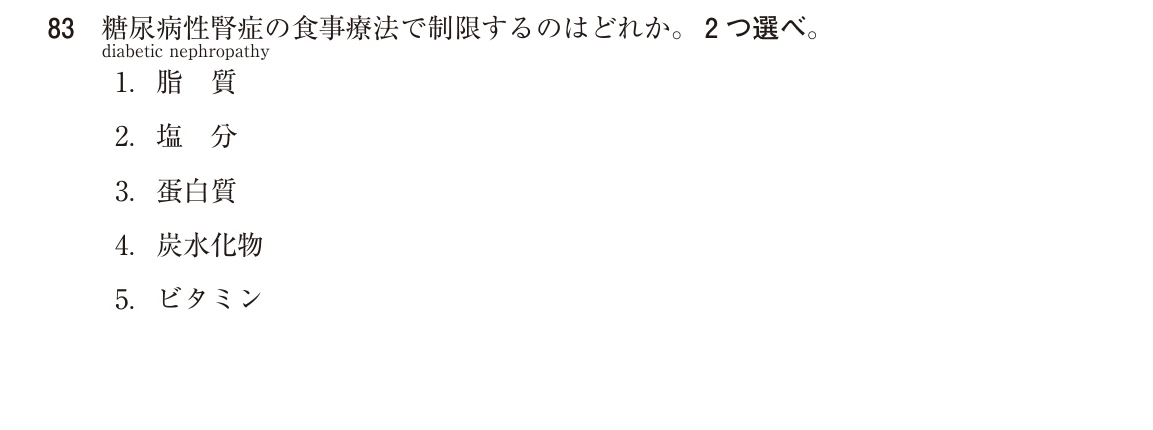 83 糖尿病性腎症の食事療法で制限するのはどれか。2つ選べ。
diabetic nephropathy
1. 脂　質
2. 塩　分
3. 蛋白質
4. 炭水化物
5. ビタミン